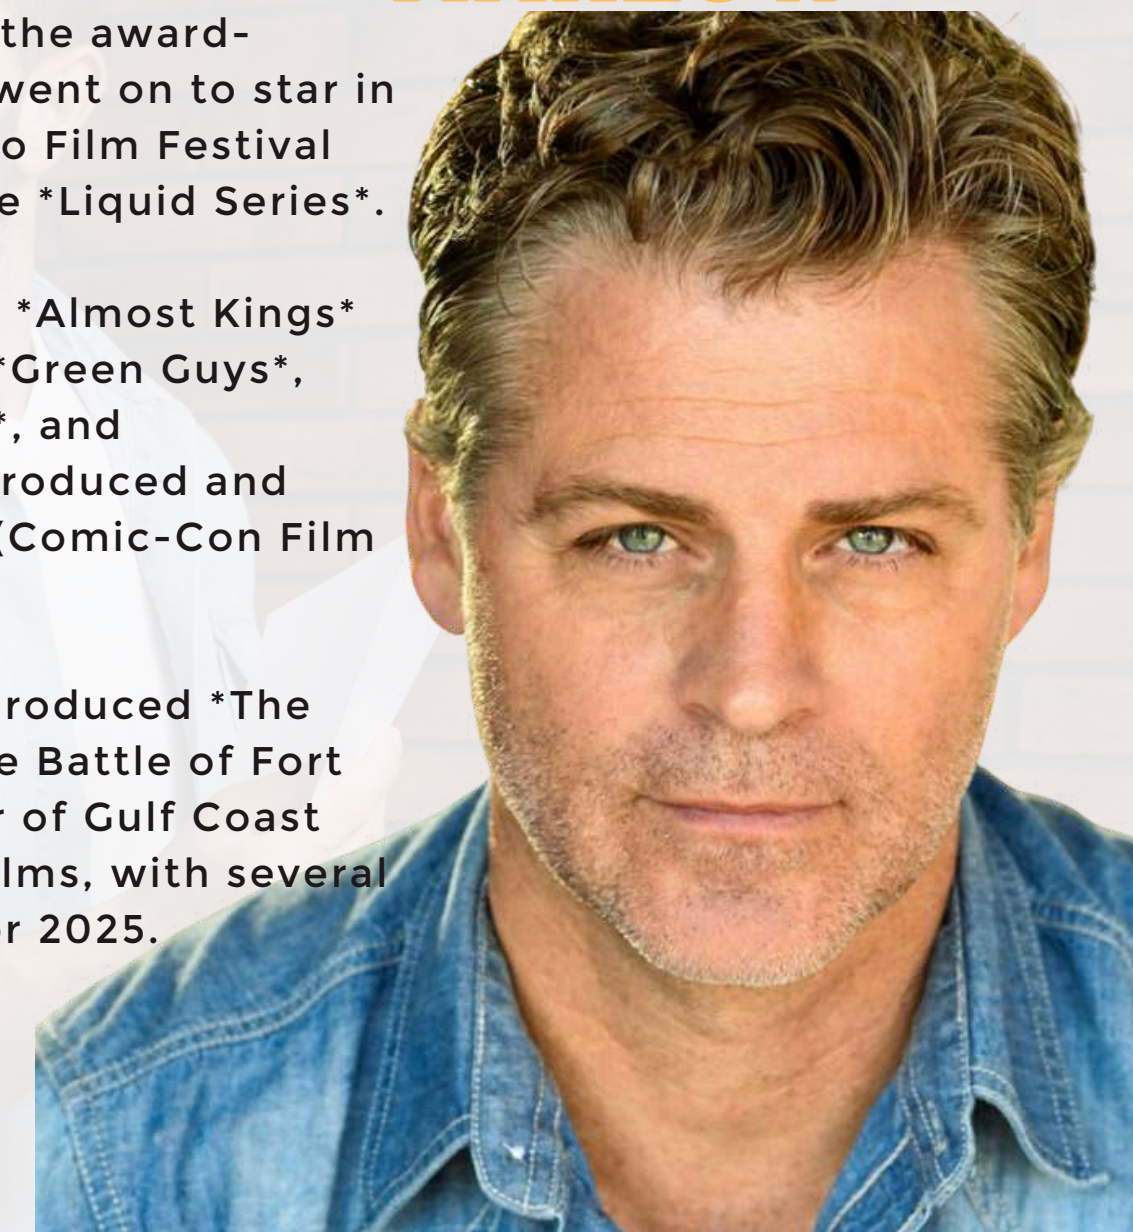 the award-
went on to star in
o Film Festival
e *Liquid Series*.
*Almost Kings*
*Green Guys*,
*, and
roduced and
(Comic-Con Film
roduced *The
e Battle of Fort
r of Gulf Coast
lms, with several
or 2025.